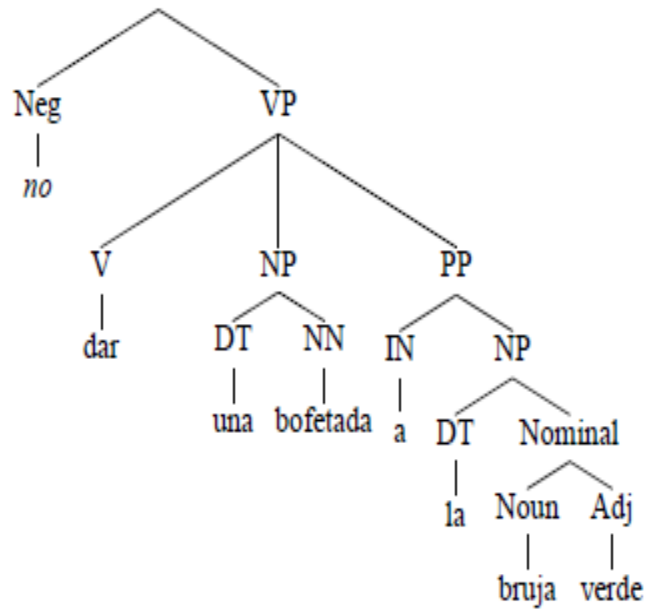 Neg VP
no
V NP PP
dar DT NN IN NP
una bofetada a DT Nominal
la Noun Adj
bruja verde